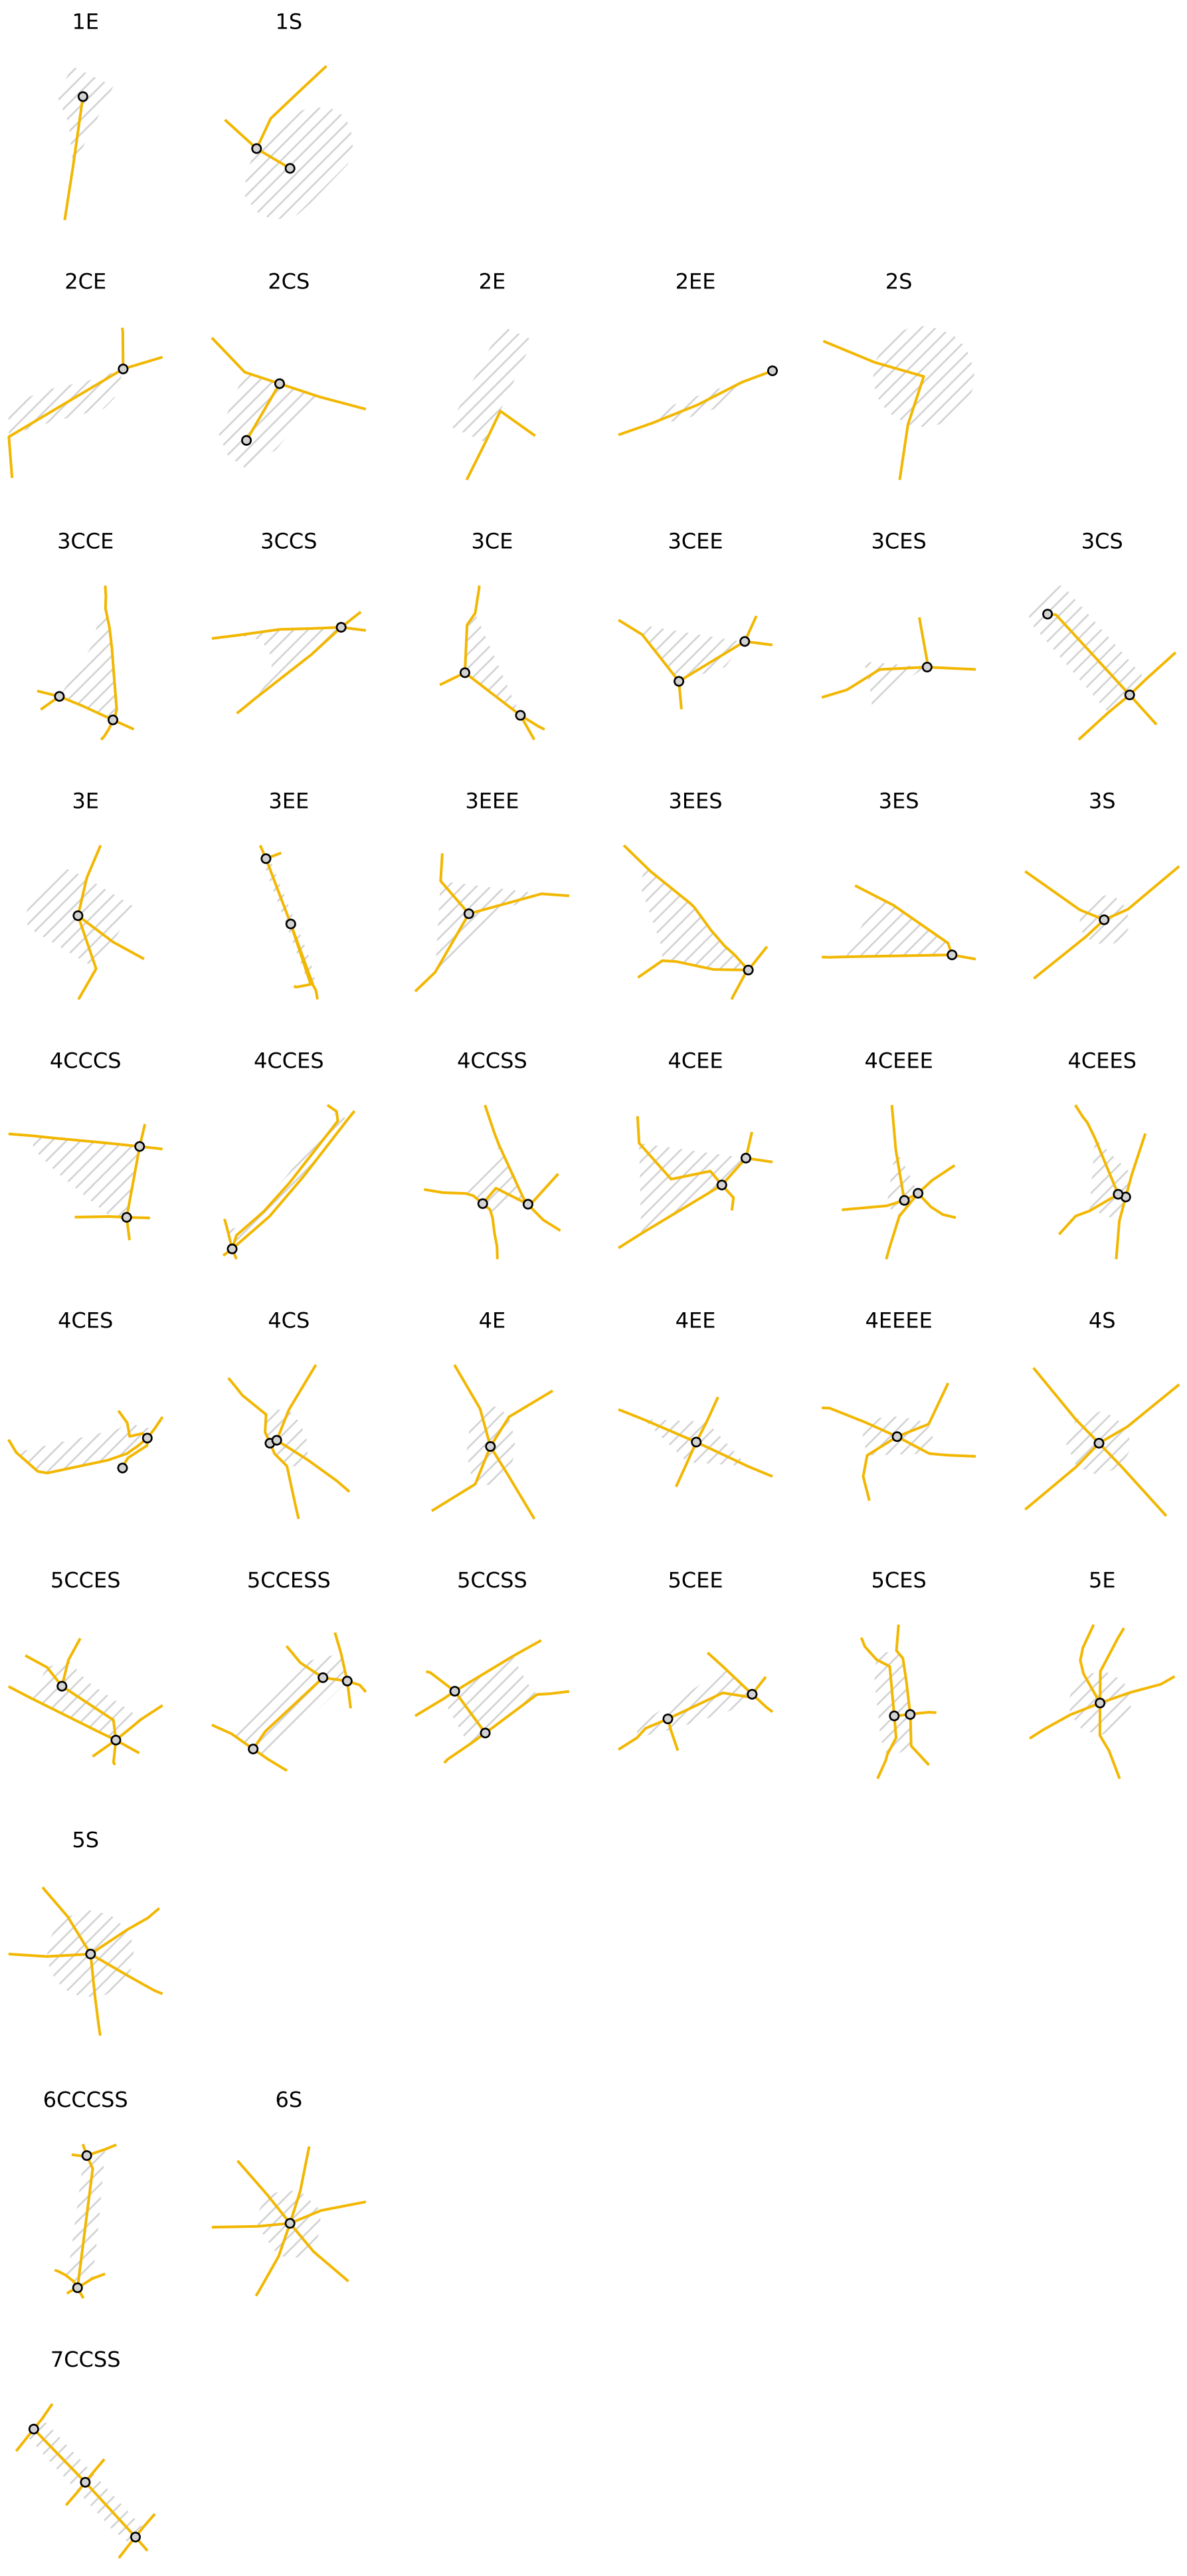 1E 1S
2CE 2CS 2E 2EE 2S
3CCE 3CCS 3CE 3CEE 3CES 3CS
3E 3EE 3EEE 3EES 3ES 3S
4CCCS 4CCES 4CCSS 4CEE 4CEEE 4CEES
4CES 4CS 4E 4EE 4EEEE 4S
5CCES 5CCESS 5CCSS 5CEE 5CES 5E
5S
6CCCSS 6S
7CCSS